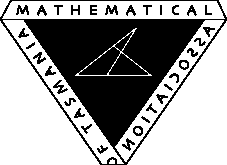 MATHEMATICAL
ASSOCIATION
OF TASMANIA